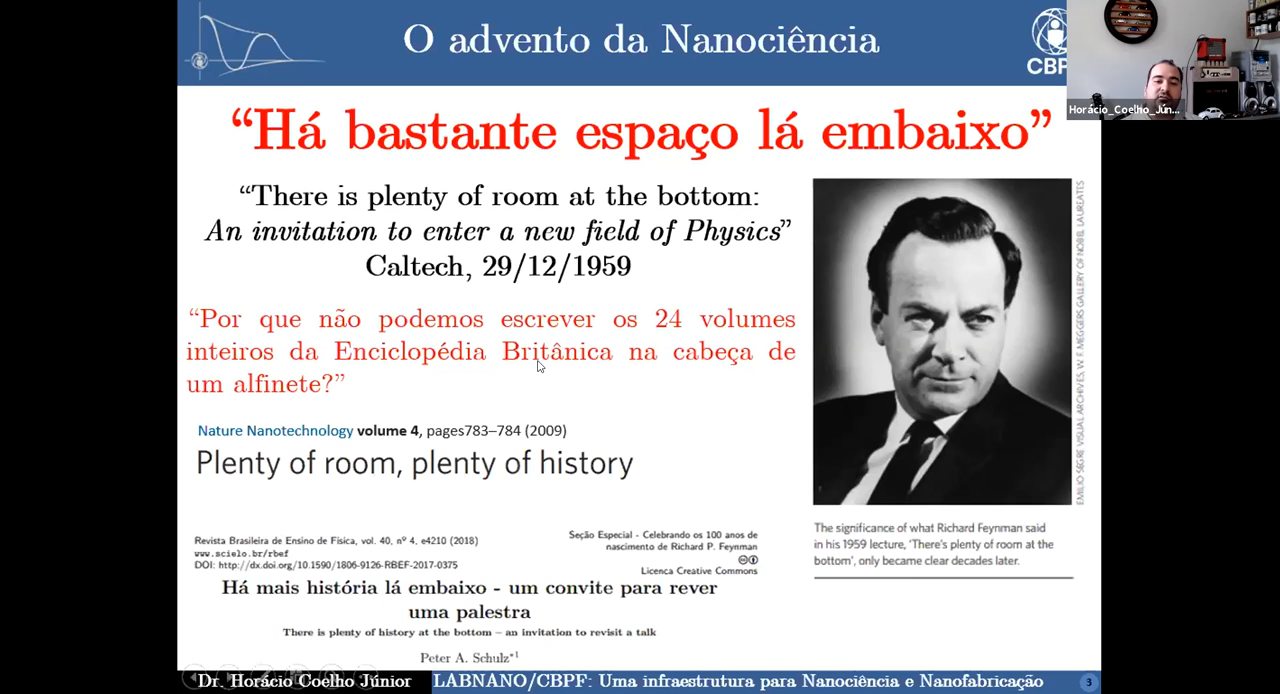 O advento da Nanociência
CBP
Horácio_Coelho_Jún...
“Há bastante espaço lá embaixo”
“There is plenty of room at the bottom:
An invitation to enter a new field of Physics”
Caltech, 29/12/1959
“Por que não podemos escrever os 24 volumes
inteiros da Enciclopédia Britânica na cabeça de
um alfinete?”
Nature Nanotechnology volume 4, pages783–784 (2009)
Plenty of room, plenty of history
EMILIO SEGRE VISUAL ARCHIVES, W. F. MEGGERS GALLERY OF NOBEL LAUREATES
The significance of what Richard Feynman said
in his 1959 lecture, ‘There's plenty of room at the
bottom’, only became clear decades later.
Revista Brasileira de Ensino de Física, vol. 40, nº 4, e4210 (2018)
www.scielo.br/rbef
DOI: http://dx.doi.org/10.1590/1806-9126-RBEF-2017-0375
Seção Especial - Celebrando os 100 anos de
nascimento de Richard P. Feynman
Licença Creative Commons
Há mais história lá embaixo - um convite para rever
uma palestra
There is plenty of history at the bottom – an invitation to revisit a talk
Peter A. Schulz*1
Dr. Horácio Coelho Júnior
LABNANO/CBPF: Uma infraestrutura para Nanociência e Nanofabricação
3